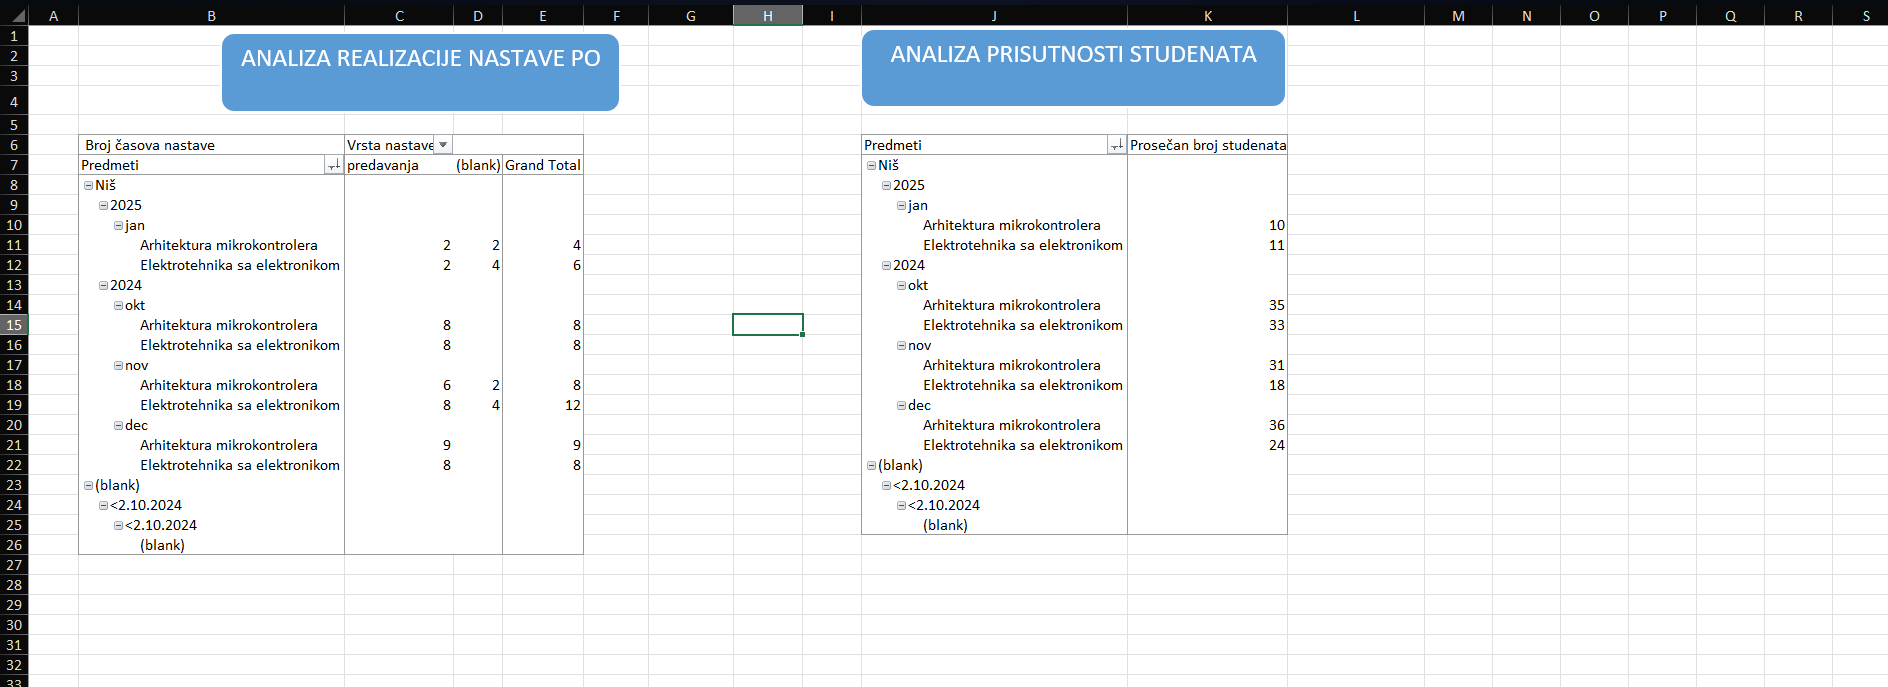 A B C D E F G H I J K L M N O P Q R S
1
2 ANALIZA REALIZACIJE NASTAVE PO ANALIZA PRISUTNOSTI STUDENATA
3
4
5
6 Broj časova nastave Vrsta nastave Predmeti Prosečan broj studenata
7 Predmeti predavanja (blank) Grand Total Niš
8 Niš 2025
9 2025 jan
10 jan Arhitektura mikrokontrolera 10
11 Arhitektura mikrokontrolera 2 2 4 Elektrotehnika sa elektronikom 11
12 Elektrotehnika sa elektronikom 2 4 6 2024
13 2024 okt
14 okt Arhitektura mikrokontrolera 35
15 Arhitektura mikrokontrolera 8 8 Elektrotehnika sa elektronikom 33
16 Elektrotehnika sa elektronikom 8 8 nov
17 nov Arhitektura mikrokontrolera 31
18 Arhitektura mikrokontrolera 6 2 8 Elektrotehnika sa elektronikom 18
19 Elektrotehnika sa elektronikom 8 4 12 dec
20 dec Arhitektura mikrokontrolera 36
21 Arhitektura mikrokontrolera 9 9 Elektrotehnika sa elektronikom 24
22 Elektrotehnika sa elektronikom 8 8 (blank)
23 (blank) <2.10.2024
24 <2.10.2024 <2.10.2024
25 <2.10.2024 (blank)
26 (blank)
27
28
29
30
31
32
33